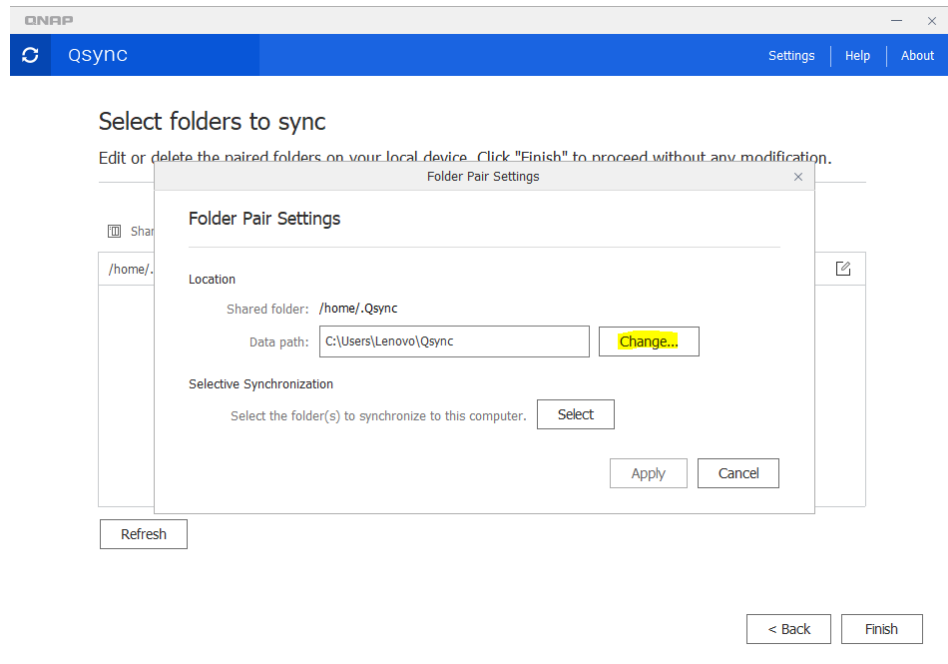 QNAP
Qsync
Settings Help About
Select folders to sync
Edit or delete the paired folders on your local device. Click "Finish" to proceed without any modification.
Folder Pair Settings
Folder Pair Settings
Shar
/home/.
Location
Shared folder: /home/.Qsync
Data path: C:\Users\Lenovo\Qsync Change...
Selective Synchronization
Select the folder(s) to synchronize to this computer. Select
Apply Cancel
Refresh
< Back Finish